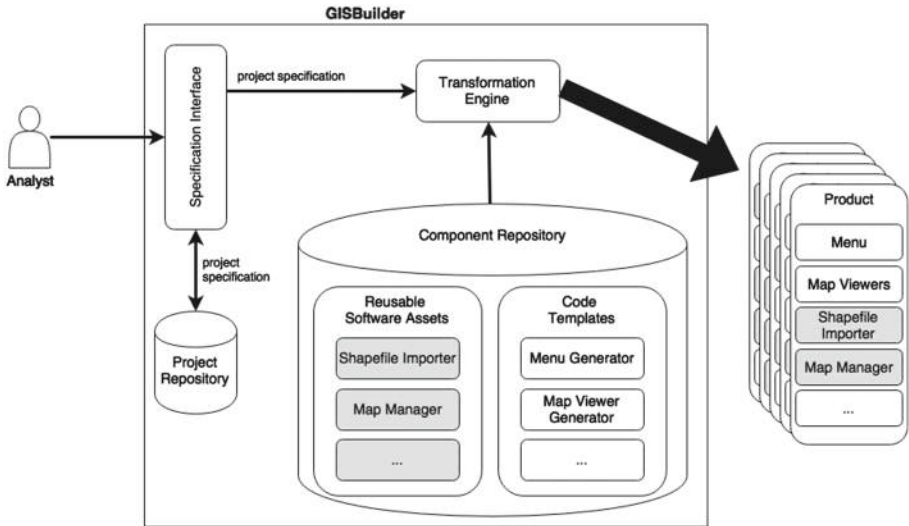 GISBuilder
Analyst
Specification Interface
project specification
Transformation
Engine
project
specification
Project
Repository
Component Repository
Reusable
Software Assets
Shapefile Importer
Map Manager
...
Code
Templates
Menu Generator
Map Viewer
Generator
...
Product
Menu
Map Viewers
Shapefile
Importer
Map Manager
...